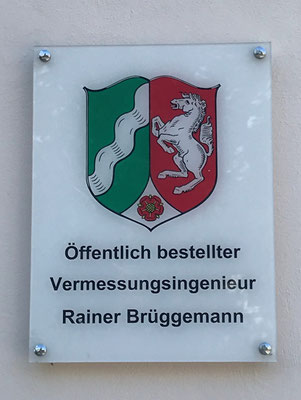 Öffentlich bestellter
Vermessungsingenieur
Rainer Brüggemann